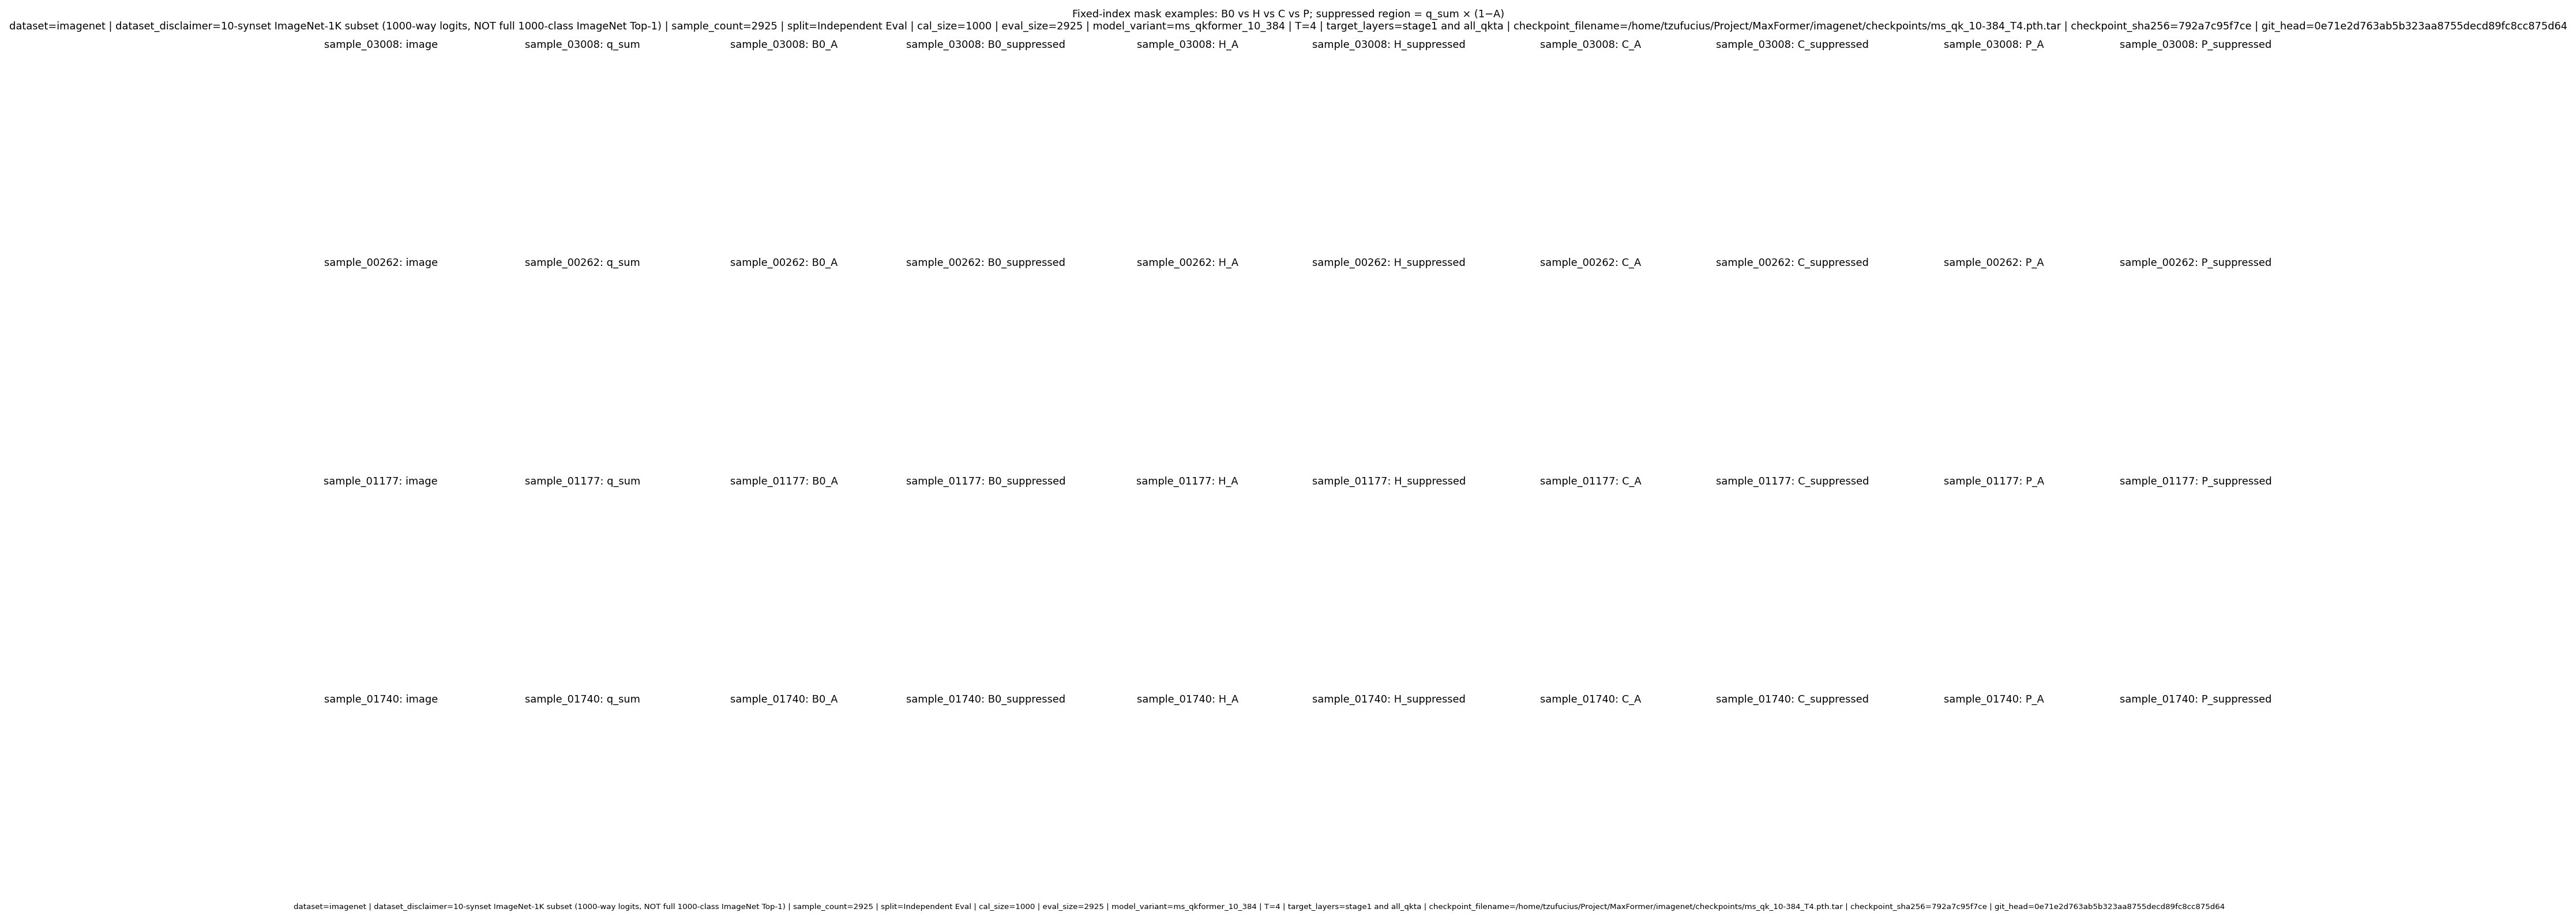 Fixed-index mask examples: B0 vs H vs C vs P; suppressed region = q_sum × (1−A)
dataset=imagenet | dataset_disclaimer=10-synset ImageNet-1K subset (1000-way logits, NOT full 1000-class ImageNet Top-1) | sample_count=2925 | split=Independent Eval | cal_size=1000 | eval_size=2925 | model_variant=ms_qkformer_10_384 | T=4 | target_layers=stage1 and all_qkta | checkpoint_filename=/home/tzufucius/Project/MaxFormer/imagenet/checkpoints/ms_qk_10-384_T4.pth.tar | checkpoint_sha256=792a7c95f7ce | git_head=0e71e2d763ab5b323aa8755decd89fc8cc875d64
sample_03008: image sample_03008: q_sum sample_03008: B0_A sample_03008: B0_suppressed sample_03008: H_A sample_03008: H_suppressed sample_03008: C_A sample_03008: C_suppressed sample_03008: P_A sample_03008: P_suppressed
sample_00262: image sample_00262: q_sum sample_00262: B0_A sample_00262: B0_suppressed sample_00262: H_A sample_00262: H_suppressed sample_00262: C_A sample_00262: C_suppressed sample_00262: P_A sample_00262: P_suppressed
sample_01177: image sample_01177: q_sum sample_01177: B0_A sample_01177: B0_suppressed sample_01177: H_A sample_01177: H_suppressed sample_01177: C_A sample_01177: C_suppressed sample_01177: P_A sample_01177: P_suppressed
sample_01740: image sample_01740: q_sum sample_01740: B0_A sample_01740: B0_suppressed sample_01740: H_A sample_01740: H_suppressed sample_01740: C_A sample_01740: C_suppressed sample_01740: P_A sample_01740: P_suppressed
dataset=imagenet | dataset_disclaimer=10-synset ImageNet-1K subset (1000-way logits, NOT full 1000-class ImageNet Top-1) | sample_count=2925 | split=Independent Eval | cal_size=1000 | eval_size=2925 | model_variant=ms_qkformer_10_384 | T=4 | target_layers=stage1 and all_qkta | checkpoint_filename=/home/tzufucius/Project/MaxFormer/imagenet/checkpoints/ms_qk_10-384_T4.pth.tar | checkpoint_sha256=792a7c95f7ce | git_head=0e71e2d763ab5b323aa8755decd89fc8cc875d64